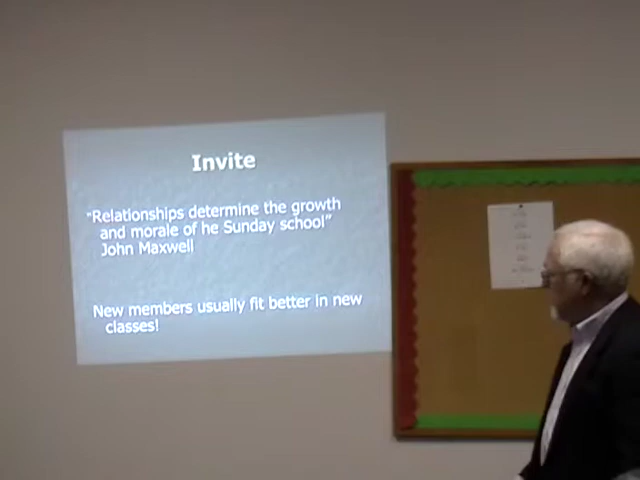 Invite
"Relationships determine the growth
and morale of he Sunday school"
John Maxwell
New members usually fit better in new
classes!